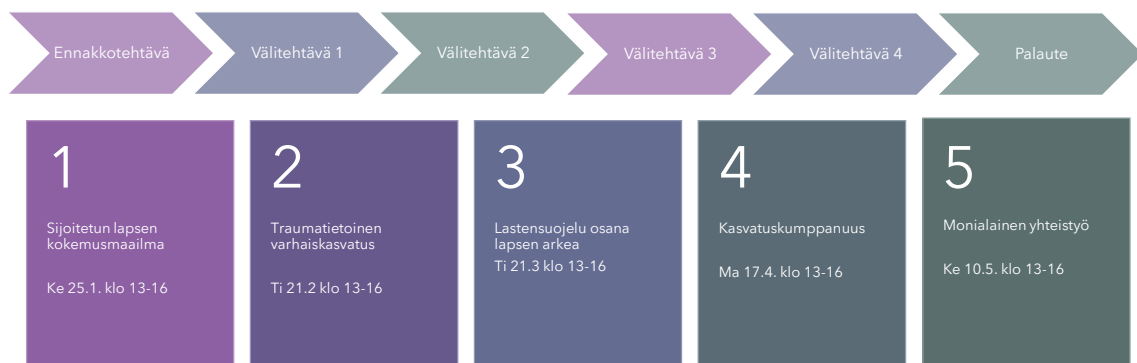 Ennakkotehtävä
Välitehtävä 1
Välitehtävä 2
Välitehtävä 3
Välitehtävä 4
Palaute
1
Sijoitetun lapsen
kokemusmaailma
Ke 25.1. klo 13-16
2
Traumatietoinen
varhaiskasvatus
Ti 21.2 klo 13-16
3
Lastensuojelu osana
lapsen arkea
Ti 21.3 klo 13-16
4
Kasvatuskumppanuus
Ma 17.4. klo 13-16
5
Monialainen yhteistyö
Ke 10.5. klo 13-16